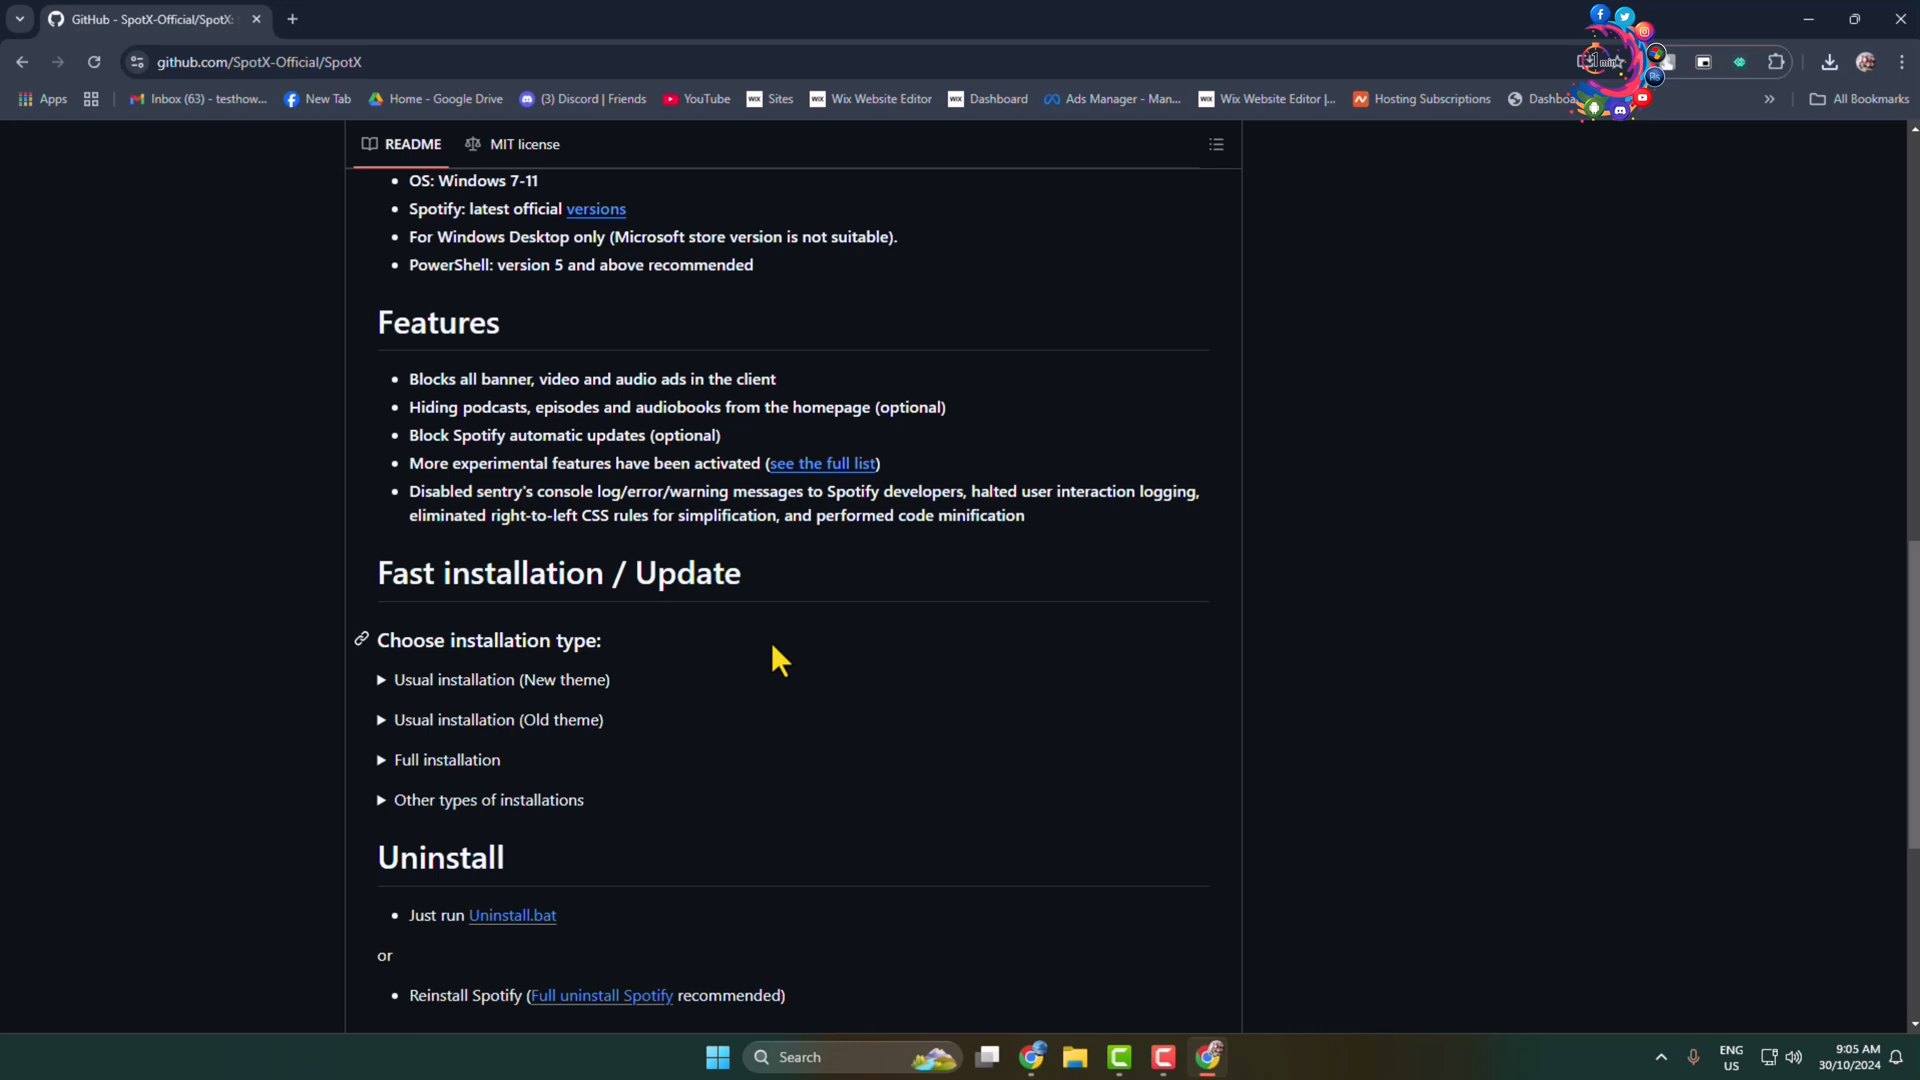 GitHub - SpotX-Official/SpotX:
github.com/SpotX-Official/SpotX
1 min
Apps
Inbox (63) - testhow...
New Tab
Home - Google Drive
(3) Discord | Friends
YouTube
WIX Sites
WIX Wix Website Editor
WIX Dashboard
Ads Manager - Man...
WIX Wix Website Editor |...
Hosting Subscriptions
All Bookmarks
Ps
README
MIT license
OS: Windows 7-11
Spotify: latest official versions
For Windows Desktop only (Microsoft store version is not suitable).
PowerShell: version 5 and above recommended
Features
Blocks all banner, video and audio ads in the client
Hiding podcasts, episodes and audiobooks from the homepage (optional)
Block Spotify automatic updates (optional)
More experimental features have been activated (see the full list)
Disabled sentry's console log/error/warning messages to Spotify developers, halted user interaction logging,
eliminated right-to-left CSS rules for simplification, and performed code minification
Fast installation / Update
Choose installation type:
Usual installation (New theme)
Usual installation (Old theme)
Full installation
Other types of installations
Uninstall
Just run Uninstall.bat
or
Reinstall Spotify (Full uninstall Spotify recommended)
Search
ENG
US
9:05 AM
30/10/2024